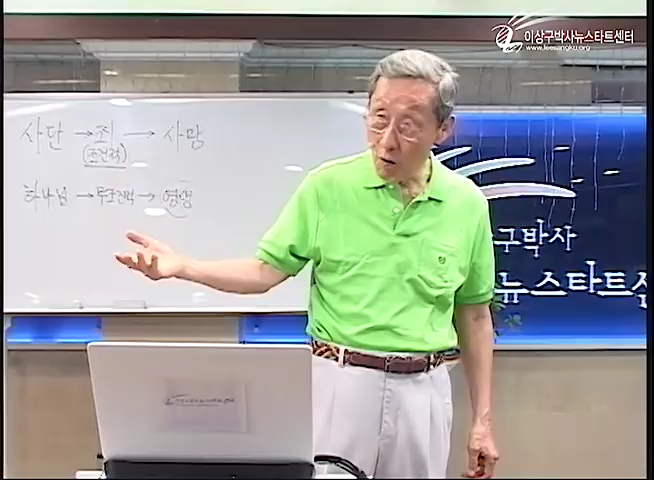 이상구박사뉴스타트센터
www.leesangku.org
사단 → 죄 → 사망
(조건적)
하나님 → 무조건적 → 영생
구박사
뉴스타트센